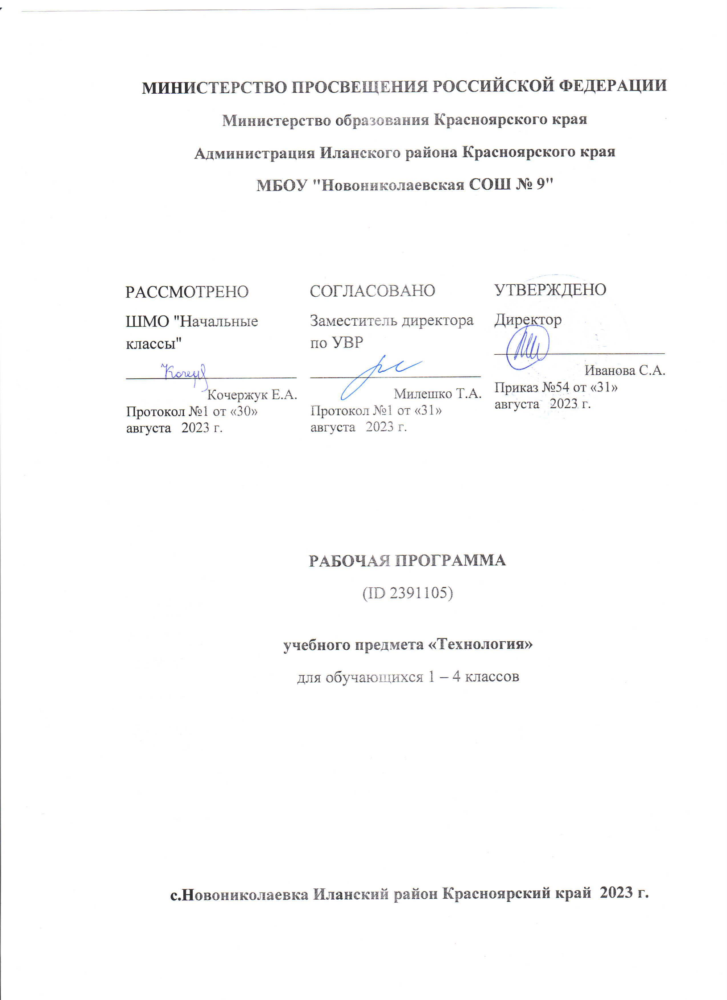 МИНИСТЕРСТВО ПРОСВЕЩЕНИЯ РОССИЙСКОЙ ФЕДЕРАЦИИ
Министерство образования Красноярского края
Администрация Иланского района Красноярского края
МБОУ "Новониколаевская СОШ № 9"
РАССМОТРЕНО
ШМО "Начальные
классы"
Кочержук Е.А.
Протокол №1 от «30»
августа 2023 г.
СОГЛАСОВАНО
Заместитель директора
по УВР
Милешко Т.А.
Протокол №1 от «31»
августа 2023 г.
УТВЕРЖДЕНО
Директор
Иванова С.А.
Приказ №54 от «31»
августа 2023 г.
РАБОЧАЯ ПРОГРАММА
(ID 2391105)
учебного предмета «Технология»
для обучающихся 1 – 4 классов
с.Новониколаевка Иланский район Красноярский край 2023 г.